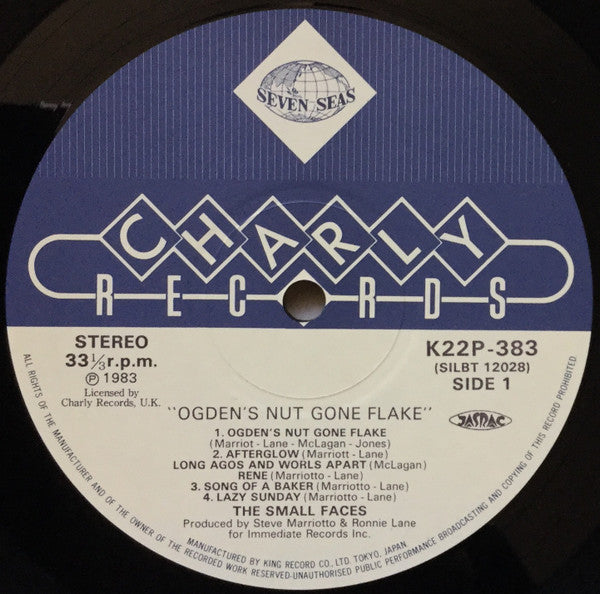 SEVEN SEAS
CHARLY
RECORDS
STEREO
33⅓ r.p.m.
Ⓟ 1983
Licensed by
Charly Records, U.K.
K22P-383
(SILBT 12028)
SIDE 1
"OGDEN'S NUT GONE FLAKE"
JASRAC
1. OGDEN'S NUT GONE FLAKE
(Marriot - Lane - McLagan - Jones)
2. AFTERGLOW (Marriott - Lane)
LONG AGOS AND WORLS APART (McLagan)
RENE (Marriotto - Lane)
3. SONG OF A BAKER (Marriotto - Lane)
4. LAZY SUNDAY (Marriotto - Lane)
THE SMALL FACES
Produced by Steve Marriotto & Ronnie Lane
for Immediate Records Inc.
MANUFACTURED BY KING RECORD CO., LTD. TOKYO, JAPAN
ALL RIGHTS OF THE MANUFACTURER AND OF THE OWNER OF THE RECORDED WORK RESERVED-UNAUTHORISED PUBLIC PERFORMANCE BROADCASTING AND COPYING OF THIS RECORD PROHIBITED